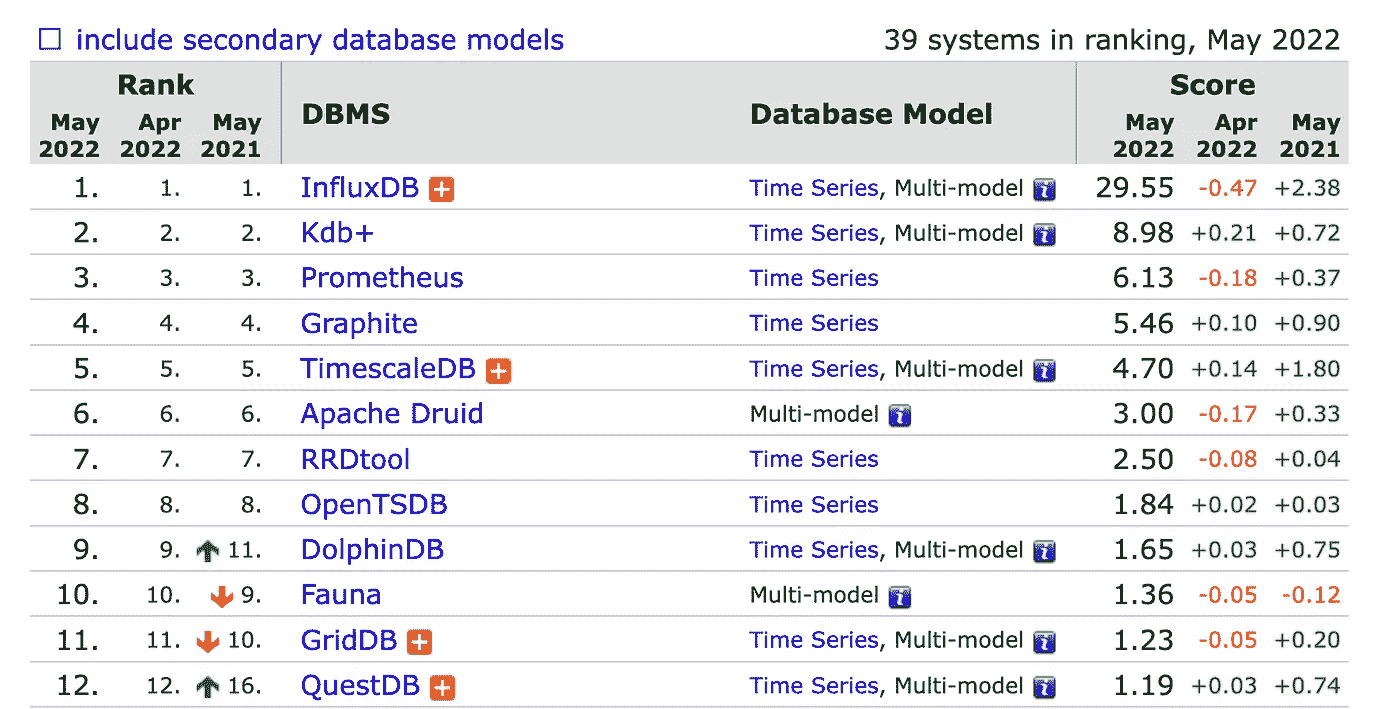 include secondary database models 39 systems in ranking, May 2022
Rank DBMS Database Model Score
May 2022 Apr 2022 May 2021 May 2022 Apr 2022 May 2021
1. 1. 1. InfluxDB + Time Series, Multi-model i 29.55 -0.47 +2.38
2. 2. 2. Kdb+ Time Series, Multi-model i 8.98 +0.21 +0.72
3. 3. 3. Prometheus Time Series 6.13 -0.18 +0.37
4. 4. 4. Graphite Time Series 5.46 +0.10 +0.90
5. 5. 5. TimescaleDB + Time Series, Multi-model i 4.70 +0.14 +1.80
6. 6. 6. Apache Druid Multi-model i 3.00 -0.17 +0.33
7. 7. 7. RRDtool Time Series 2.50 -0.08 +0.04
8. 8. 8. OpenTSDB Time Series 1.84 +0.02 +0.03
9. 9. 11. DolphinDB Time Series, Multi-model i 1.65 +0.03 +0.75
10. 10. 9. Fauna Multi-model i 1.36 -0.05 -0.12
11. 11. 10. GridDB + Time Series, Multi-model i 1.23 -0.05 +0.20
12. 12. 16. QuestDB + Time Series, Multi-model i 1.19 +0.03 +0.74